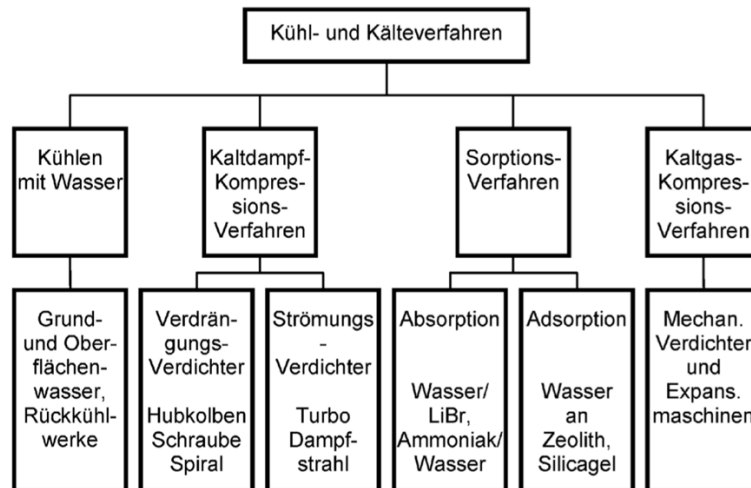 Kühl- und Kälteverfahren
Kühlen
mit Wasser
Kaltdampf-
Kompres-
sions-
Verfahren
Sorptions-
Verfahren
Kaltgas-
Kompres-
sions-
Verfahren
Grund-
und Ober-
flächen-
wasser,
Rückkühl-
werke
Verdrän-
gungs-
Verdichter
Hubkolben
Schraube
Spiral
Strömungs
-
Verdichter
Turbo
Dampf-
strahl
Absorption
Wasser/
LiBr,
Ammoniak/
Wasser
Adsorption
Wasser
an
Zeolith,
Silicagel
Mechan.
Verdichter
und
Expans.
maschinen